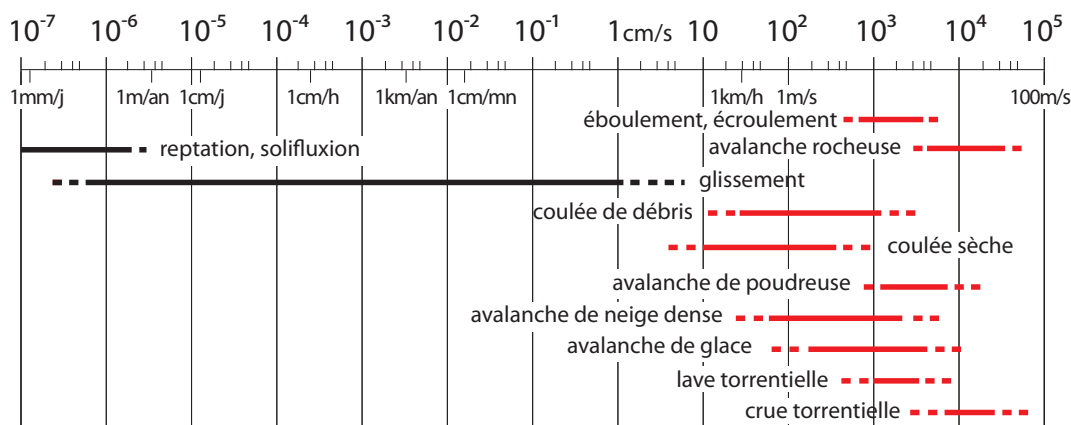 10-7 10-6 10-5 10-4 10-3 10-2 10-1 1cm/s 10 10² 10³ 10⁴ 10⁵
1mm/j 1m/an 1cm/j 1cm/h 1km/an 1cm/mn 1km/h 1m/s 100m/s
éboulement, écroulement
reptation, solifluxion
avalanche rocheuse
glissement
coulée de débris
coulée sèche
avalanche de poudreuse
avalanche de neige dense
avalanche de glace
lave torrentielle
crue torrentielle